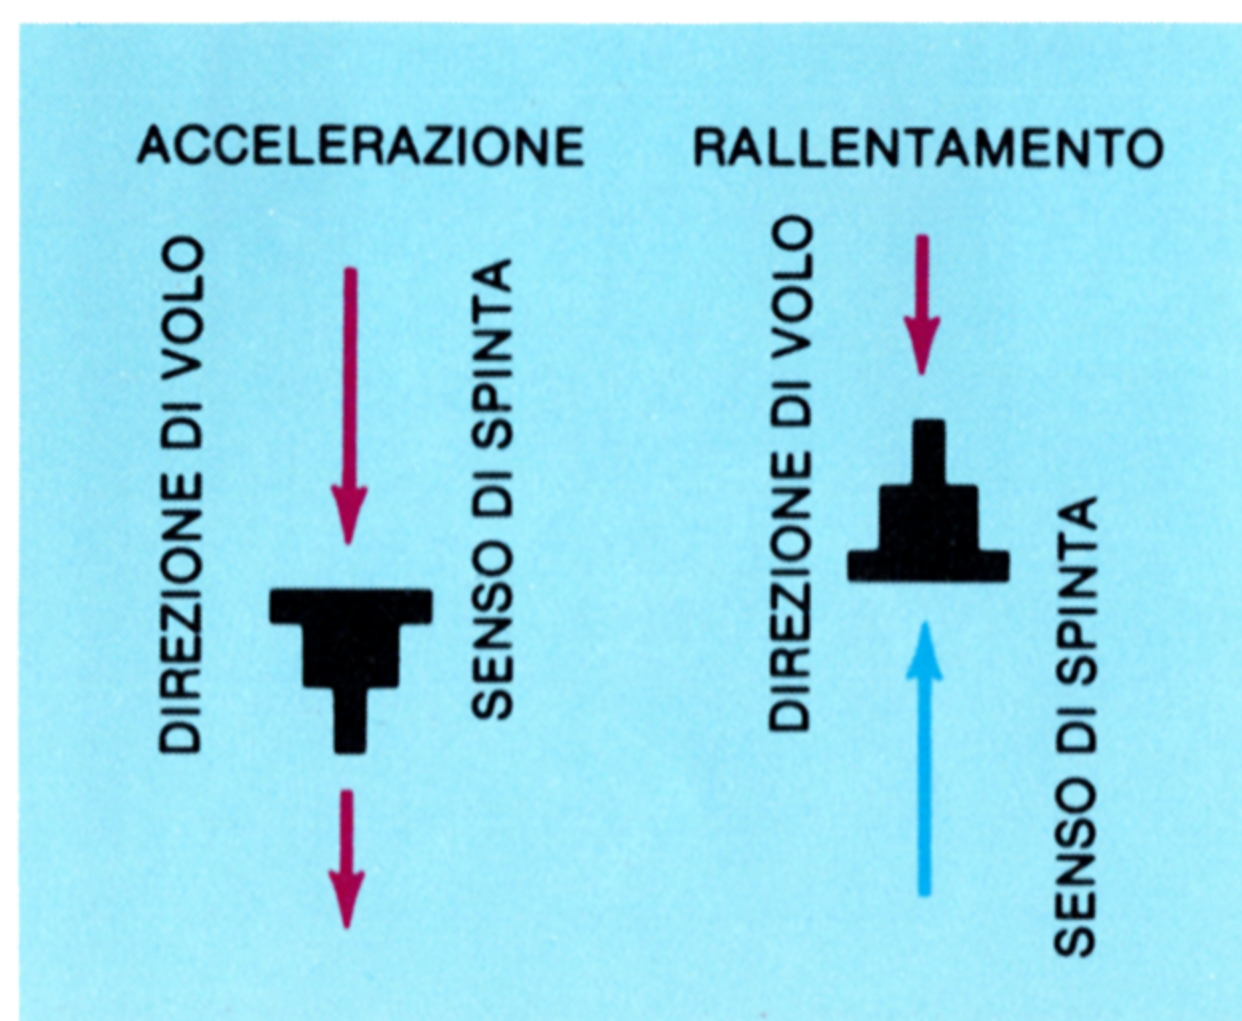 ACCELERAZIONE
DIREZIONE DI VOLO
SENSO DI SPINTA
RALLENTAMENTO
DIREZIONE DI VOLO
SENSO DI SPINTA